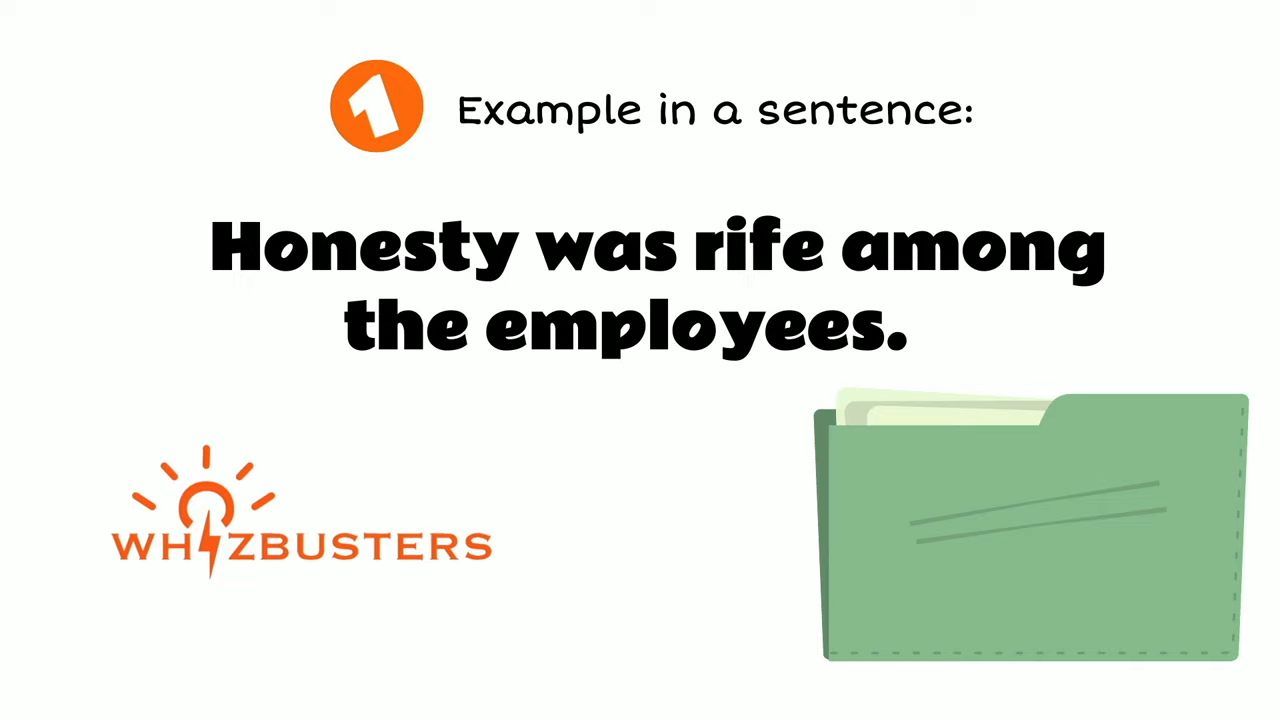 1 Example in a sentence:
Honesty was rife among
the employees.
WHIZBUSTERS